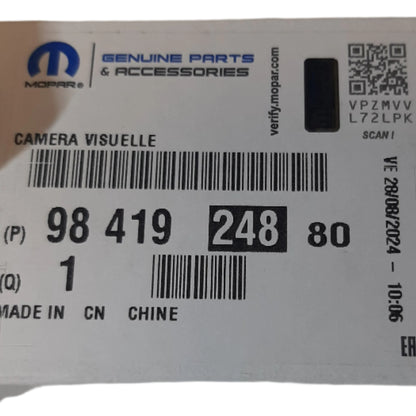 MOPAR®
GENUINE PARTS
& ACCESSORIES
verify.mopar.com
VPZMVV
L72LPK
SCAN !
CAMERA VISUELLE
(P) 98 419 248 80
(Q) 1
MADE IN CN CHINE
VE 28/08/2024 - 10:06